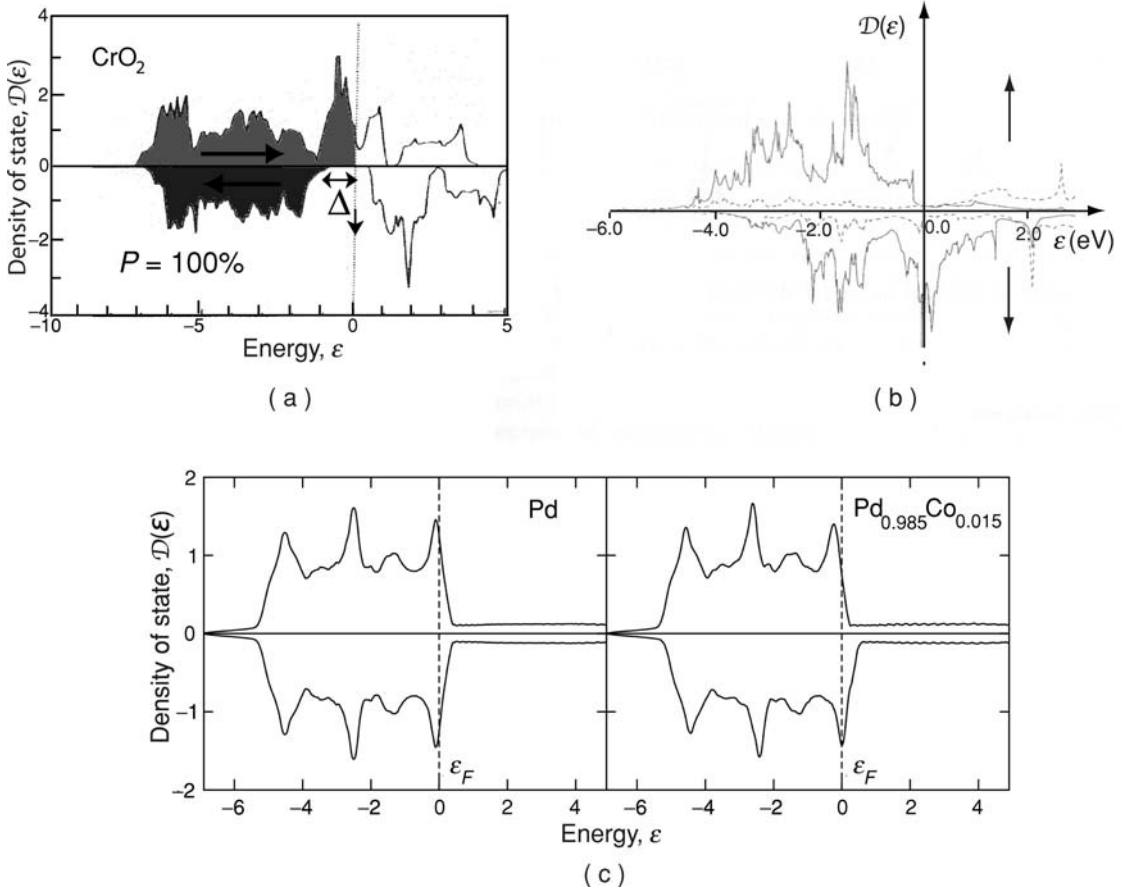 CrO₂
Density of state, 𝒟(ε)
4
2
0
−2
−4
Δ
P = 100%
−10
−5
0
5
Energy, ε
( a )
𝒟(ε)
−6.0
−4.0
−2.0
0.0
2.0
ε(eV)
( b )
Density of state, 𝒟(ε)
2
1
0
−1
−2
Pd
Pd₀.₉₈₅Co₀.₀₁₅
εF
εF
−6
−4
−2
0
2
4
−6
−4
−2
0
2
4
Energy, ε
( c )